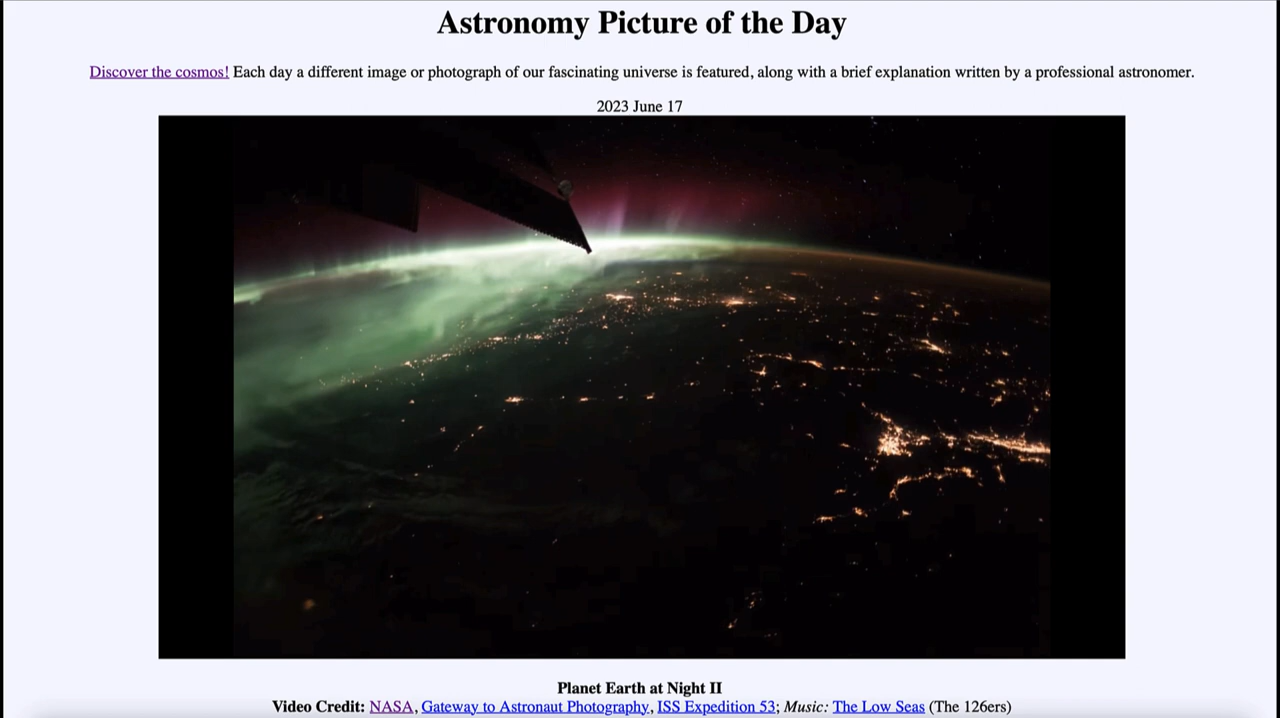 Astronomy Picture of the Day
Discover the cosmos! Each day a different image or photograph of our fascinating universe is featured, along with a brief explanation written by a professional astronomer.
2023 June 17
Planet Earth at Night II
Video Credit: NASA, Gateway to Astronaut Photography, ISS Expedition 53; Music: The Low Seas (The 126ers)